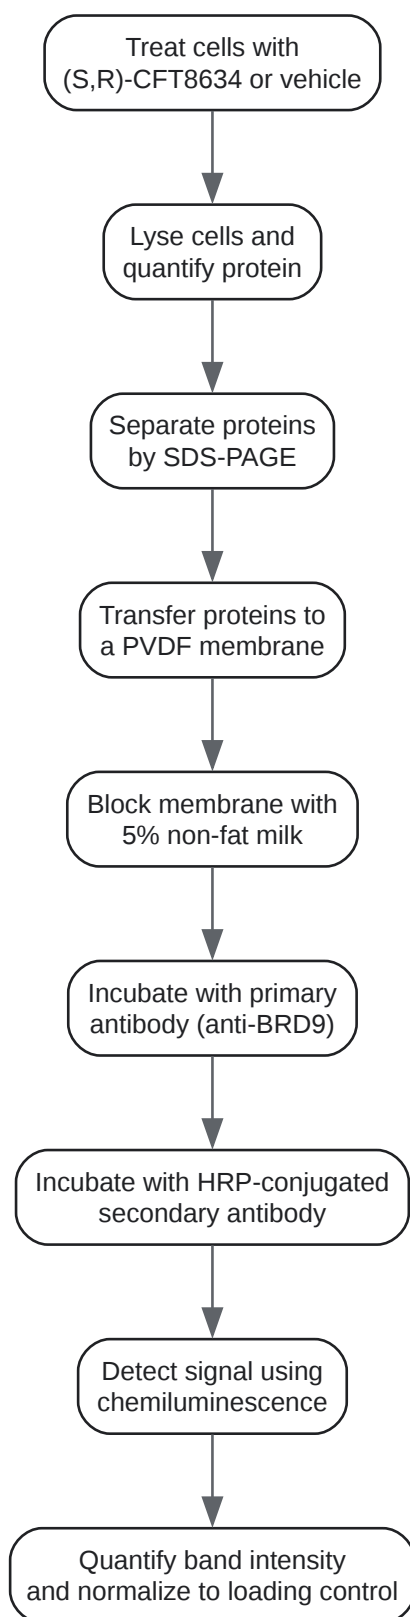 Treat cells with
(S,R)-CFT8634 or vehicle
Lyse cells and
quantify protein
Separate proteins
by SDS-PAGE
Transfer proteins to
a PVDF membrane
Block membrane with
5% non-fat milk
Incubate with primary
antibody (anti-BRD9)
Incubate with HRP-conjugated
secondary antibody
Detect signal using
chemiluminescence
Quantify band intensity
and normalize to loading control